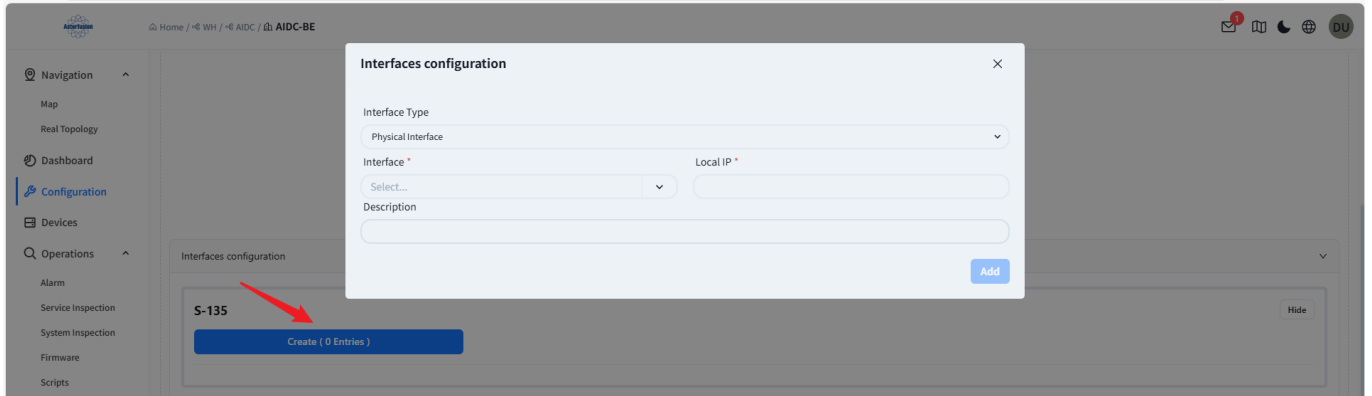 Asterfusion
Home / WH / AIDC / AIDC-BE
1
DU
Interfaces configuration
Navigation
Map
Real Topology
Dashboard
Configuration
Devices
Operations
Alarm
Service Inspection
System Inspection
Firmware
Scripts
Interface Type
Physical Interface
Interface *
Local IP *
Select...
Description
Add
Interfaces configuration
S-135
Hide
Create ( 0 Entries )